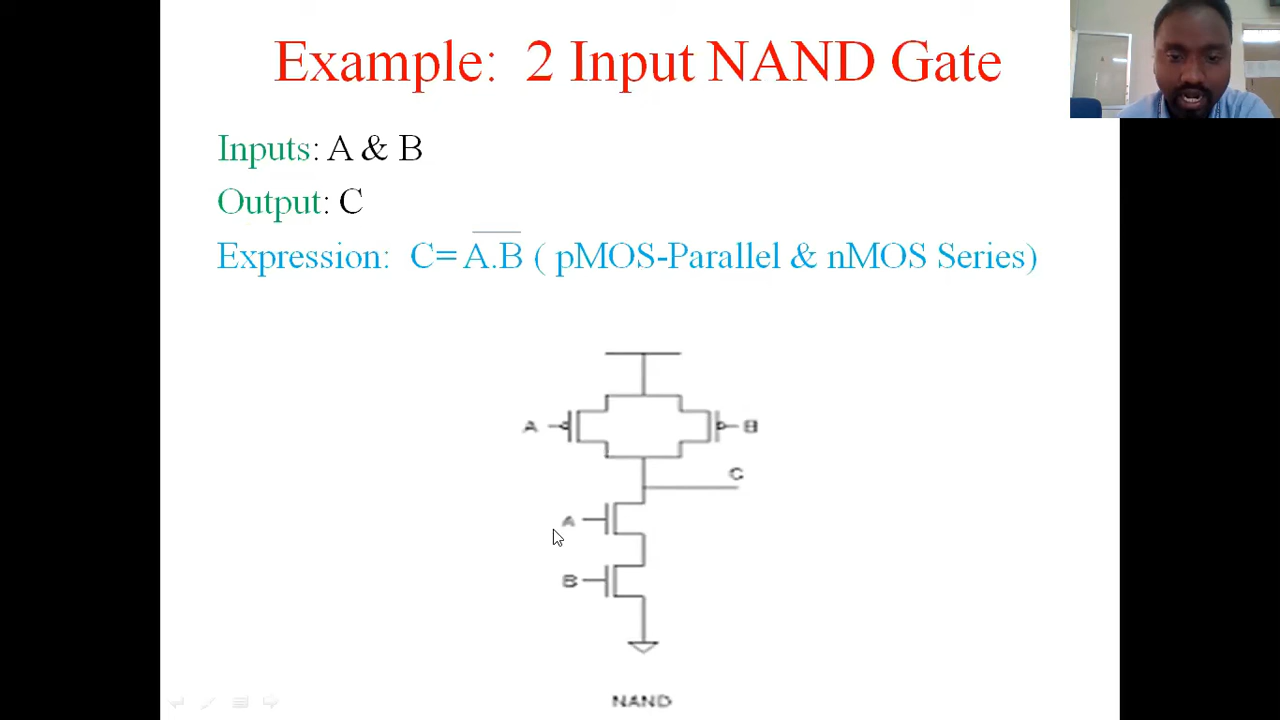 Example: 2 Input NAND Gate
Inputs: A & B
Output: C
Expression: C= A.B ( pMOS-Parallel & nMOS Series)
A
B
C
A
B
NAND